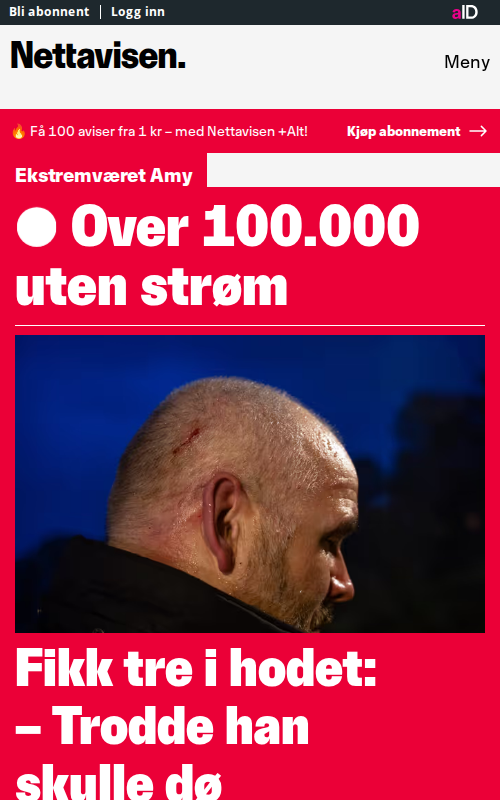 Bli abonnent | Logg inn
aID
Nettavisen.
Meny
🔥 Få 100 aviser fra 1 kr – med Nettavisen +Alt!
Kjøp abonnement →
Ekstremværet Amy
● Over 100.000
uten strøm
Fikk tre i hodet:
– Trodde han
skulle dø